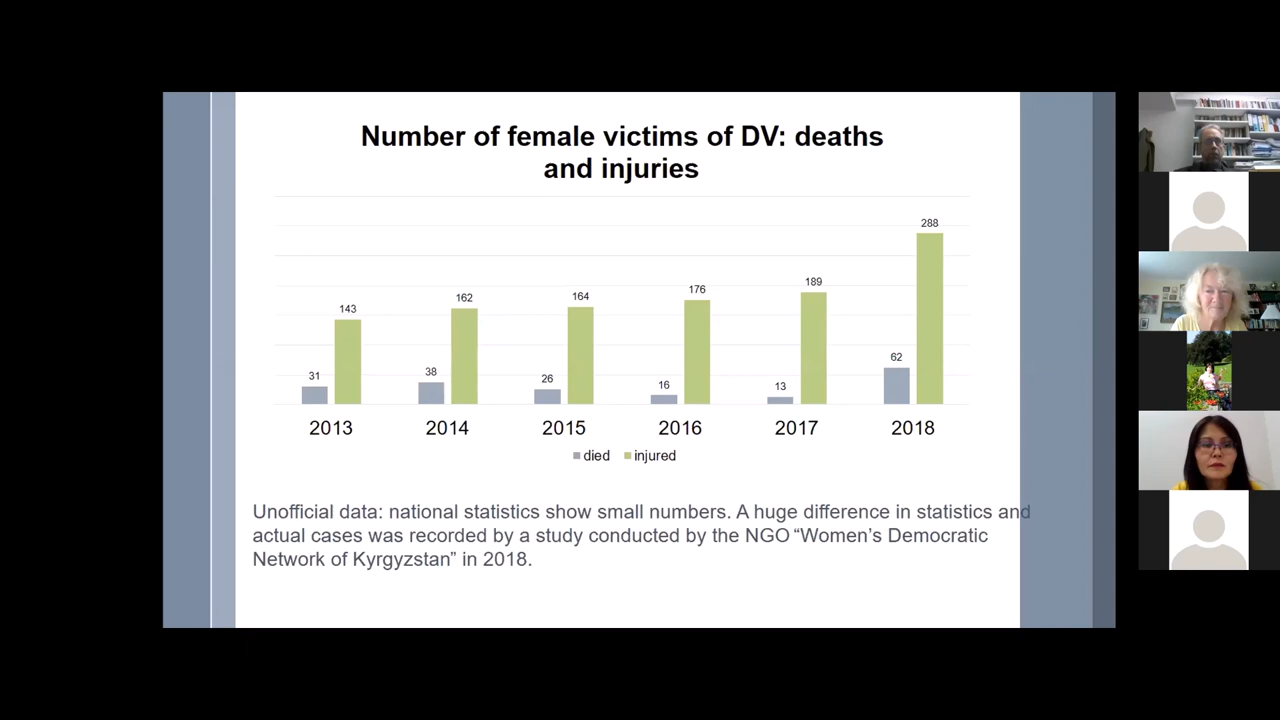 Number of female victims of DV: deaths
and injuries
288
189
176
164
162
143
62
38
31
26
16
13
2013 2014 2015 2016 2017 2018
died injured
Unofficial data: national statistics show small numbers. A huge difference in statistics and
actual cases was recorded by a study conducted by the NGO “Women’s Democratic
Network of Kyrgyzstan” in 2018.